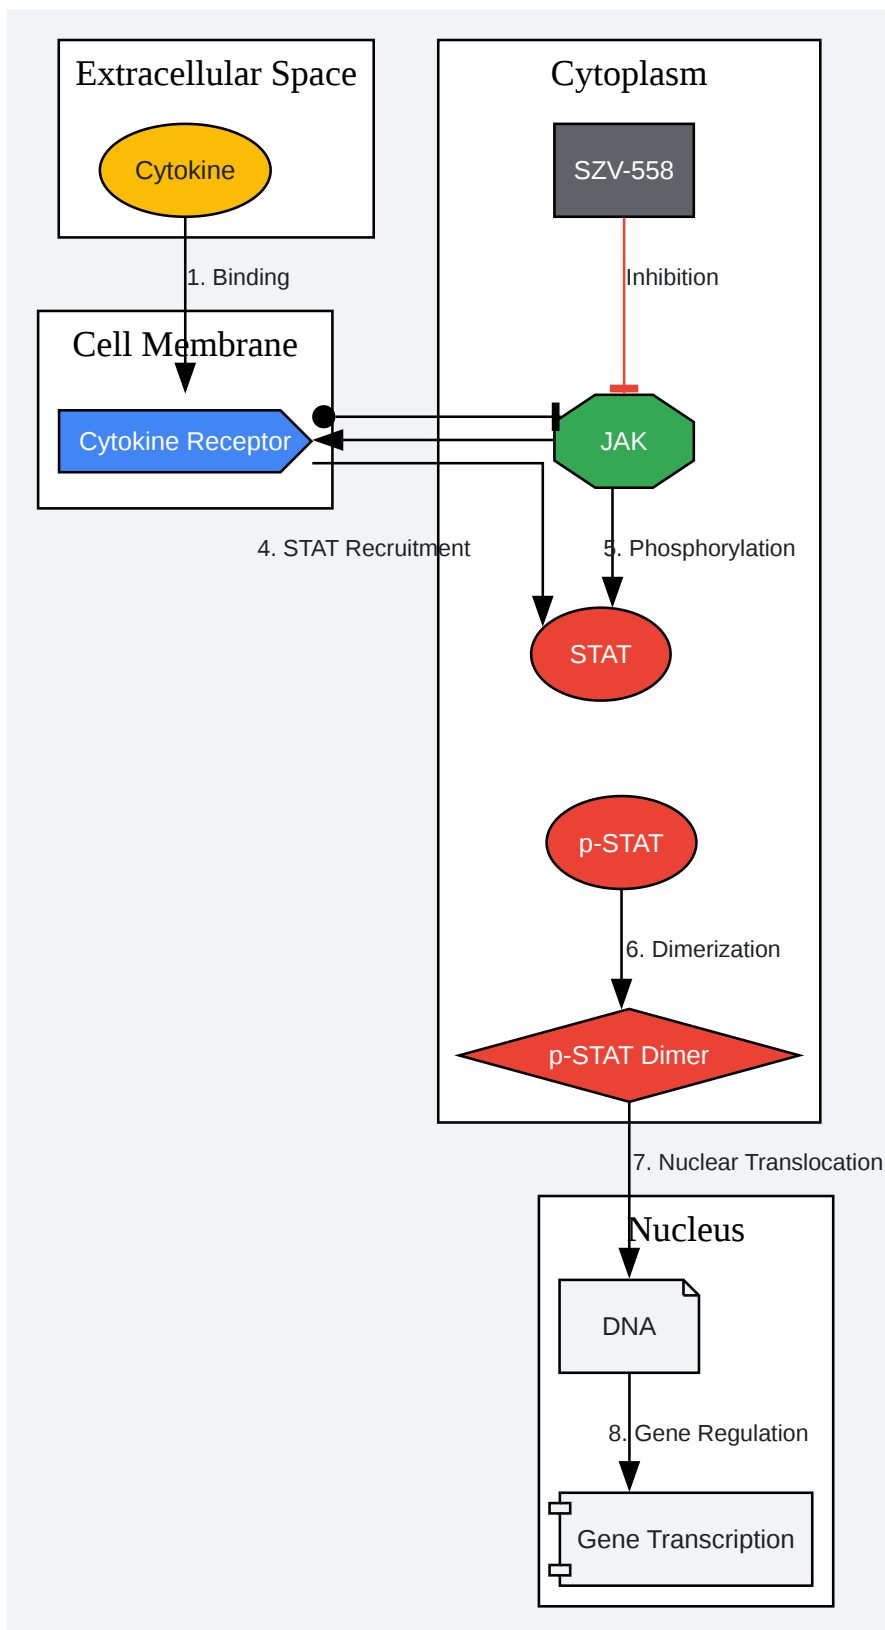 Extracellular Space
Cytoplasm
Cytokine
SZV-558
1. Binding
Inhibition
Cell Membrane
Cytokine Receptor
JAK
4. STAT Recruitment
5. Phosphorylation
STAT
p-STAT
6. Dimerization
p-STAT Dimer
7. Nuclear Translocation
Nucleus
DNA
8. Gene Regulation
Gene Transcription